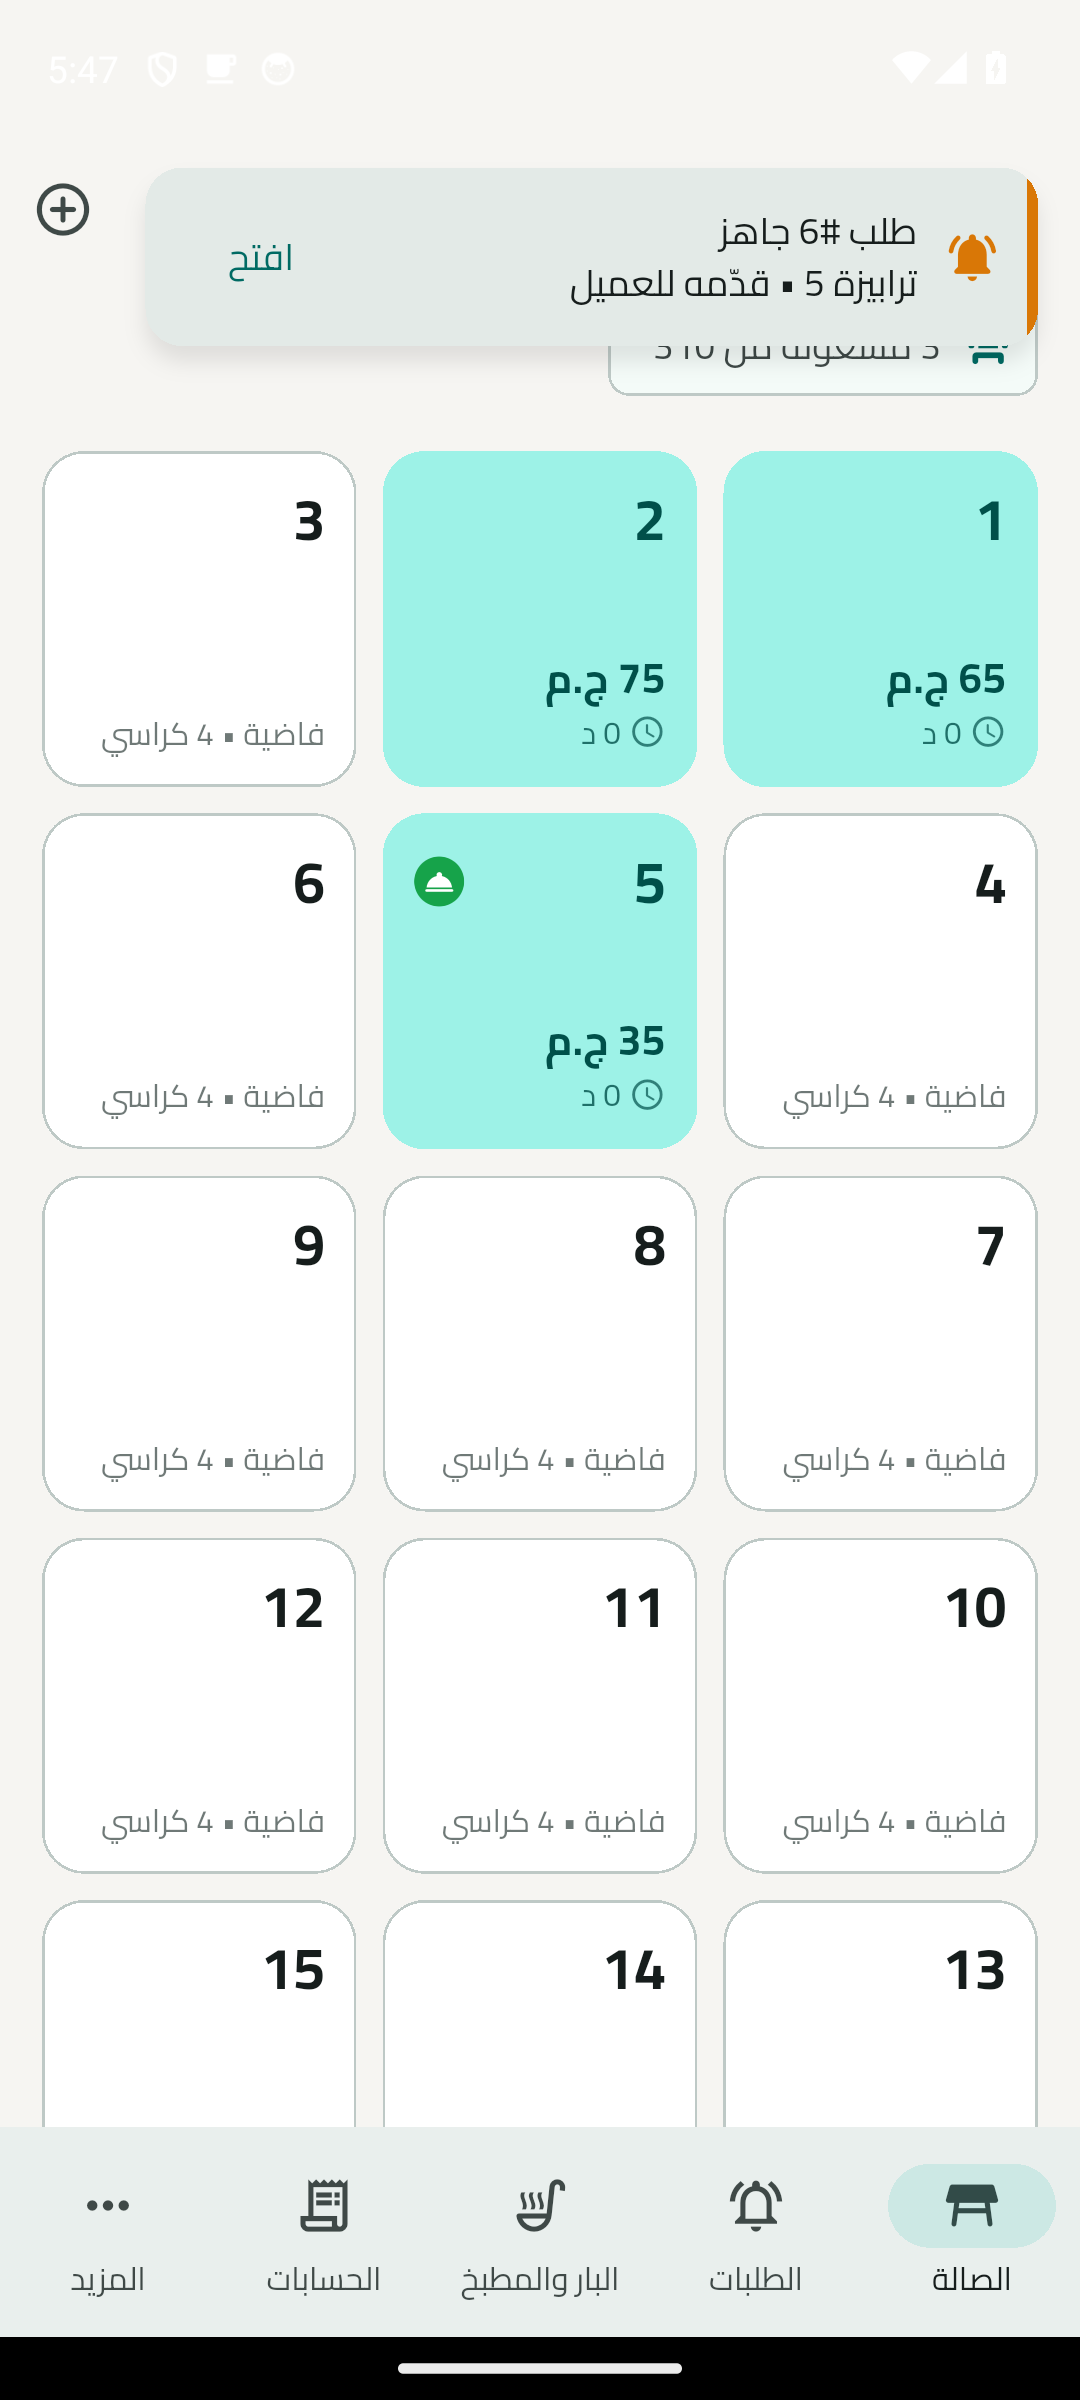 5:47
طلب #6 جاهز
ترابيزة 5 • قدّمه للعميل
افتح
1
65 ج.م
0 د
2
75 ج.م
0 د
3
فاضية • 4 كراسي
4
فاضية • 4 كراسي
5
35 ج.م
0 د
6
فاضية • 4 كراسي
7
فاضية • 4 كراسي
8
فاضية • 4 كراسي
9
فاضية • 4 كراسي
10
فاضية • 4 كراسي
11
فاضية • 4 كراسي
12
فاضية • 4 كراسي
13
14
15
الصالة
الطلبات
البار والمطبخ
الحسابات
المزيد